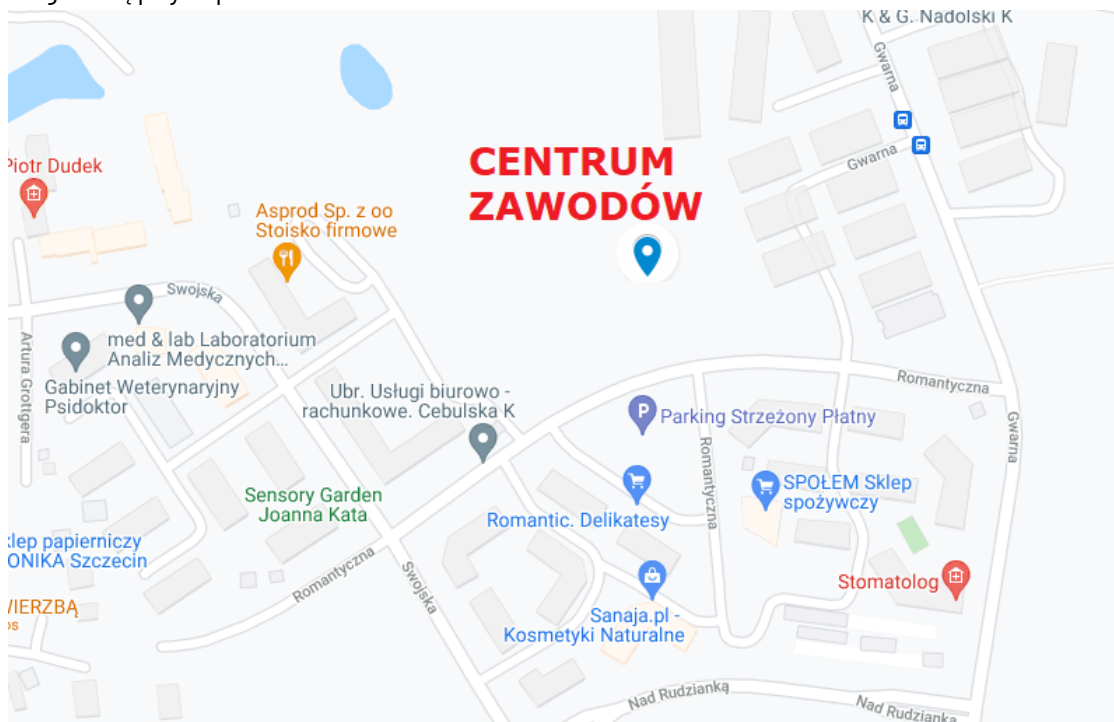 K & G. Nadolski K
Gwarna
Piotr Dudek
CENTRUM
ZAWODÓW
Gwarna
Asprod Sp. z oo
Stoisko firmowe
Swojska
med & lab Laboratorium
Analiz Medycznych...
Artura Grottgera
Gabinet Weterynaryjny
Psidoktor
Ubr. Usługi biurowo -
rachunkowe. Cebulska K
Romantyczna
P
Parking Strzeżony Płatny
Gwarna
Romantyczna
SPOŁEM Sklep
spożywczy
Sensory Garden
Joanna Kata
Romantic. Delikatesy
klep papierniczy
ONIKA Szczecin
Romantyczna
Swojska
Stomatolog
WIERZBĄ
os
Sanaja.pl -
Kosmetyki Naturalne
Nad Rudzianką
Nad Rudzianką